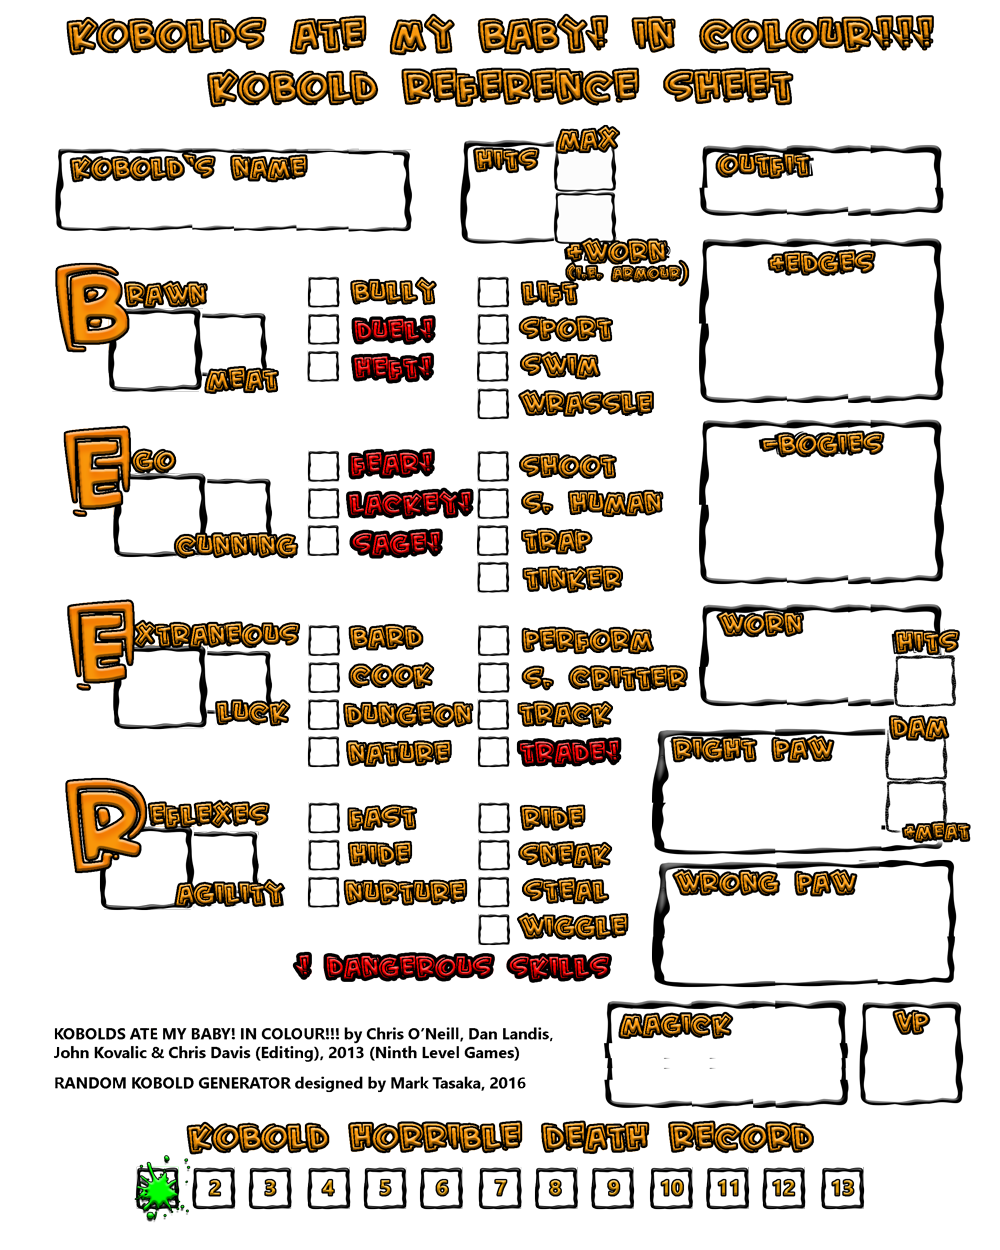 KOBOLDS ATE MY BABY! IN COLOUR!!!
KOBOLD REFERENCE SHEET
KOBOLD'S NAME
HITS
MAX
+WORN
(I.E. ARMOUR)
OUTFIT
+EDGES
-BOGIES
WORN
HITS
RIGHT PAW
DAM
+MEAT
WRONG PAW
MAGICK
VP
BRAWN
MEAT
BULLY
DUEL!
HEFT!
LIFT
SPORT
SWIM
WRASSLE
EGO
CUNNING
FEAR!
LACKEY!
SAGE!
SHOOT
S. HUMAN
TRAP
TINKER
EXTRANEOUS
LUCK
BARD
COOK
DUNGEON
NATURE
PERFORM
S. CRITTER
TRACK
TRADE!
REFLEXES
AGILITY
FAST
HIDE
NURTURE
RIDE
SNEAK
STEAL
WIGGLE
! DANGEROUS SKILLS
KOBOLDS ATE MY BABY! IN COLOUR!!! by Chris O'Neill, Dan Landis,
John Kovalic & Chris Davis (Editing), 2013 (Ninth Level Games)
RANDOM KOBOLD GENERATOR designed by Mark Tasaka, 2016
KOBOLD HORRIBLE DEATH RECORD
2 3 4 5 6 7 8 9 10 11 12 13